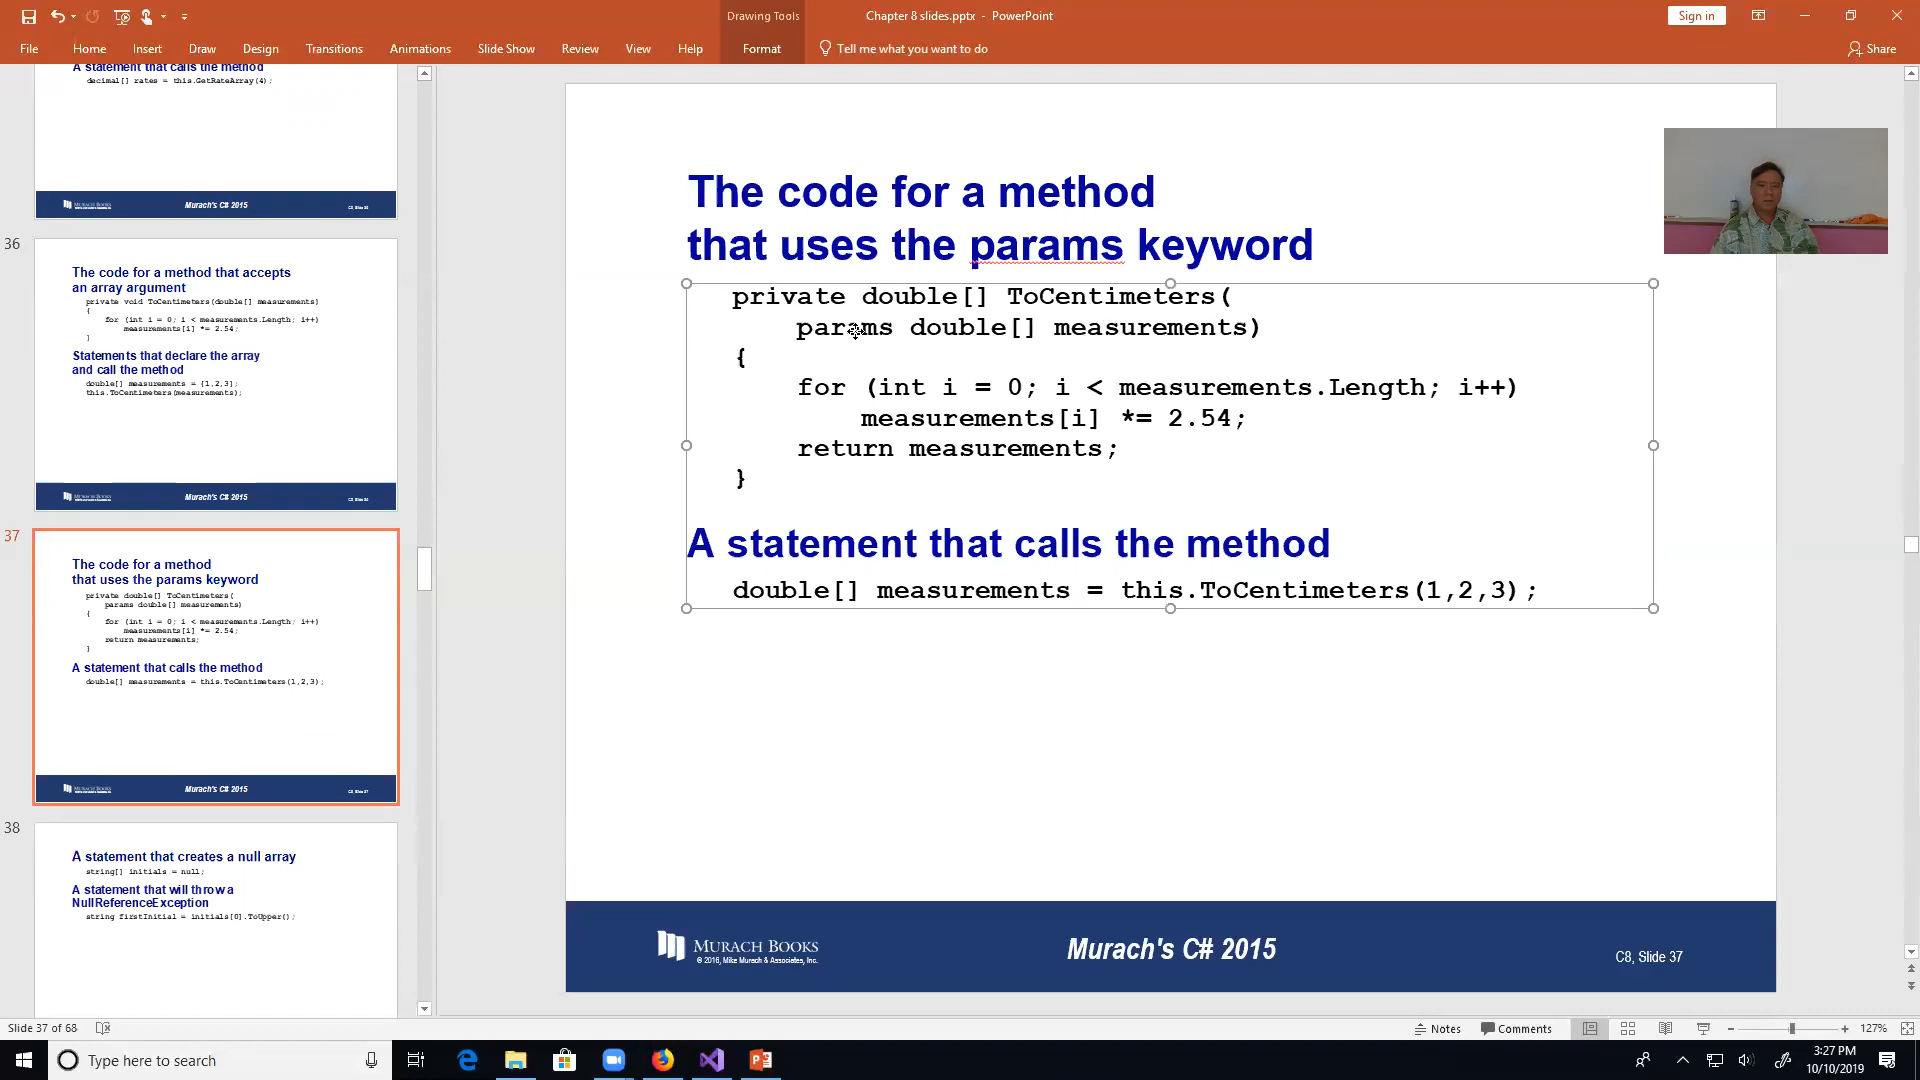 Drawing Tools
Chapter 8 slides.pptx - PowerPoint
Sign in
File
Home
Insert
Draw
Design
Transitions
Animations
Slide Show
Review
View
Help
Format
Tell me what you want to do
Share
A statement that calls the method
decimal[] rates = this.GetRateArray(4);
MURACH BOOKS
Murach's C# 2015
36
The code for a method that accepts
an array argument
private void ToCentimeters(double[] measurements)
{
for (int i = 0; i < measurements.Length; i++)
measurements[i] *= 2.54;
}
Statements that declare the array
and call the method
double[] measurements = {1,2,3};
this.ToCentimeters(measurements);
MURACH BOOKS
Murach's C# 2015
37
The code for a method
that uses the params keyword
private double[] ToCentimeters(
params double[] measurements)
{
for (int i = 0; i < measurements.Length; i++)
measurements[i] *= 2.54;
return measurements;
}
A statement that calls the method
double[] measurements = this.ToCentimeters(1,2,3);
MURACH BOOKS
Murach's C# 2015
C8, Slide 37
38
A statement that creates a null array
string[] initials = null;
A statement that will throw a
NullReferenceException
string firstInitial = initials[0].ToUpper();
The code for a method
that uses the params keyword
private double[] ToCentimeters(
params double[] measurements)
{
for (int i = 0; i < measurements.Length; i++)
measurements[i] *= 2.54;
return measurements;
}
A statement that calls the method
double[] measurements = this.ToCentimeters(1,2,3);
MURACH BOOKS
© 2016, Mike Murach & Associates, Inc.
Murach's C# 2015
C8, Slide 37
Slide 37 of 68
Notes
Comments
127%
Type here to search
3:27 PM
10/10/2019